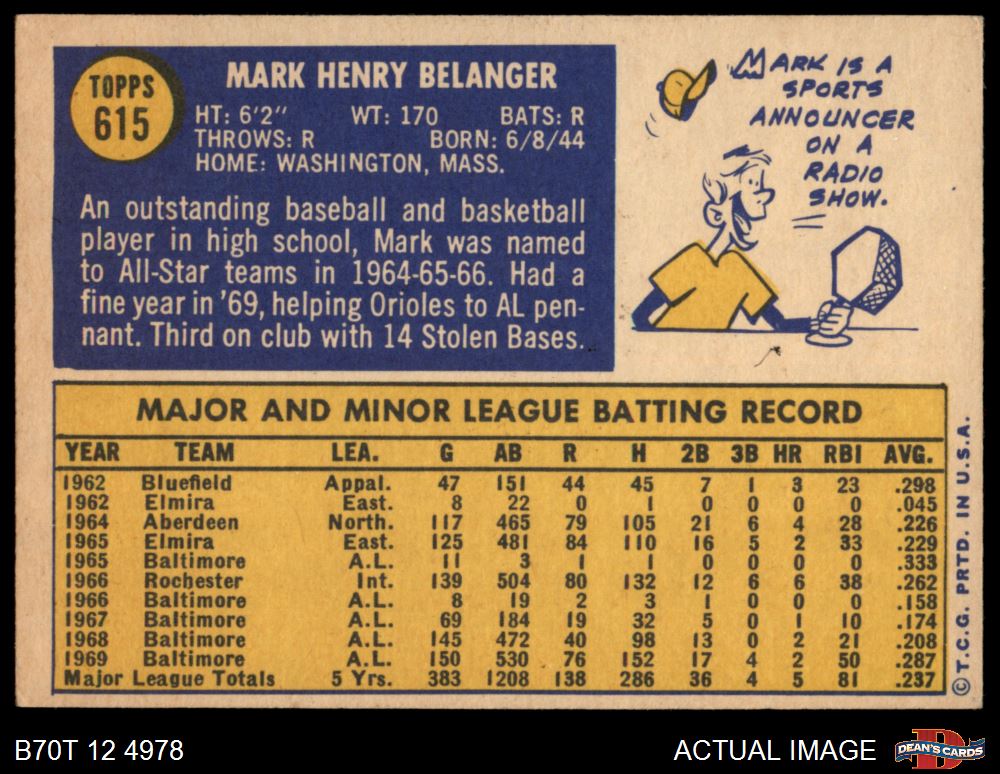 TOPPS
615
MARK HENRY BELANGER
HT: 6'2" WT: 170 BATS: R
THROWS: R BORN: 6/8/44
HOME: WASHINGTON, MASS.
An outstanding baseball and basketball
player in high school, Mark was named
to All-Star teams in 1964-65-66. Had a
fine year in '69, helping Orioles to AL pen-
nant. Third on club with 14 Stolen Bases.
MARK IS A
SPORTS
ANNOUNCER
ON A
RADIO
SHOW.
MAJOR AND MINOR LEAGUE BATTING RECORD
YEAR TEAM LEA. G AB R H 2B 3B HR RBI AVG.
1962 Bluefield Appal. 47 151 44 45 7 1 3 23 .298
1962 Elmira East. 8 22 0 1 0 0 0 0 .045
1964 Aberdeen North. 117 465 79 105 21 6 4 28 .226
1965 Elmira East. 125 481 84 110 16 5 2 33 .229
1965 Baltimore A.L. 11 3 1 1 0 0 0 0 .333
1966 Rochester Int. 139 504 80 132 12 6 6 38 .262
1966 Baltimore A.L. 8 19 2 3 1 0 0 0 .158
1967 Baltimore A.L. 69 184 19 32 5 0 1 10 .174
1968 Baltimore A.L. 145 472 40 98 13 0 2 21 .208
1969 Baltimore A.L. 150 530 76 152 17 4 2 50 .287
Major League Totals 5 Yrs. 383 1208 138 286 36 4 5 81 .237
©T.C.G. PRTD. IN U.S.A.
B70T 12 4978
ACTUAL IMAGE
D
DEAN'S CARDS